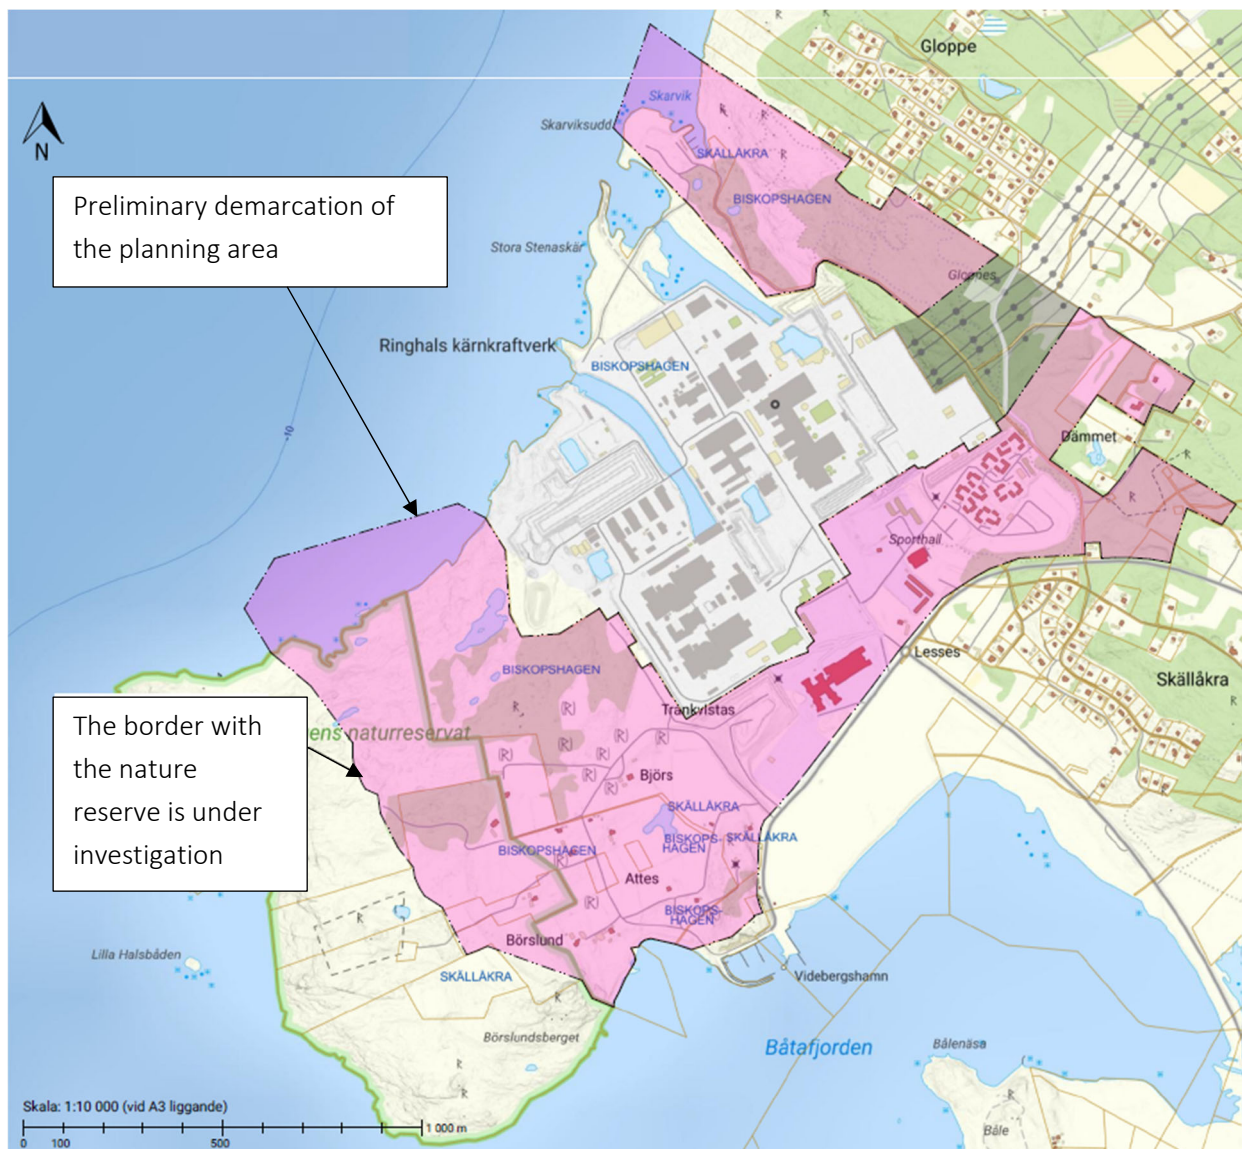 Gloppe
Skarvik
Skarviksudd
SKÄLLÅKRA
BISKOPSHAGEN
N
Preliminary demarcation of
the planning area
Stora Stenaskär
Ringhals kärnkraftverk
BISKOPSHAGEN
-10
Dämmet
Sporthall
Lesses
Skällåkra
BISKOPSHAGEN
Trankvistas
The border with
the nature
reserve is under
investigation
ens naturreservat
R
(R)
(R)
(R)
(R)
(R)
(R)
(R)
(R)
Björs
SKÄLLÅKRA
BISKOPS-
HAGEN
SKÄLLÅKRA
BISKOPSHAGEN
Attes
(R)
BISKOPS-
HAGEN
Börslund
SKÄLLÅKRA
Lilla Halsbåden
Videbergshamn
Börslundsberget
Båtafjorden
Bålenäsa
Båle
Skala: 1:10 000 (vid A3 liggande)
0 100 500 1 000 m